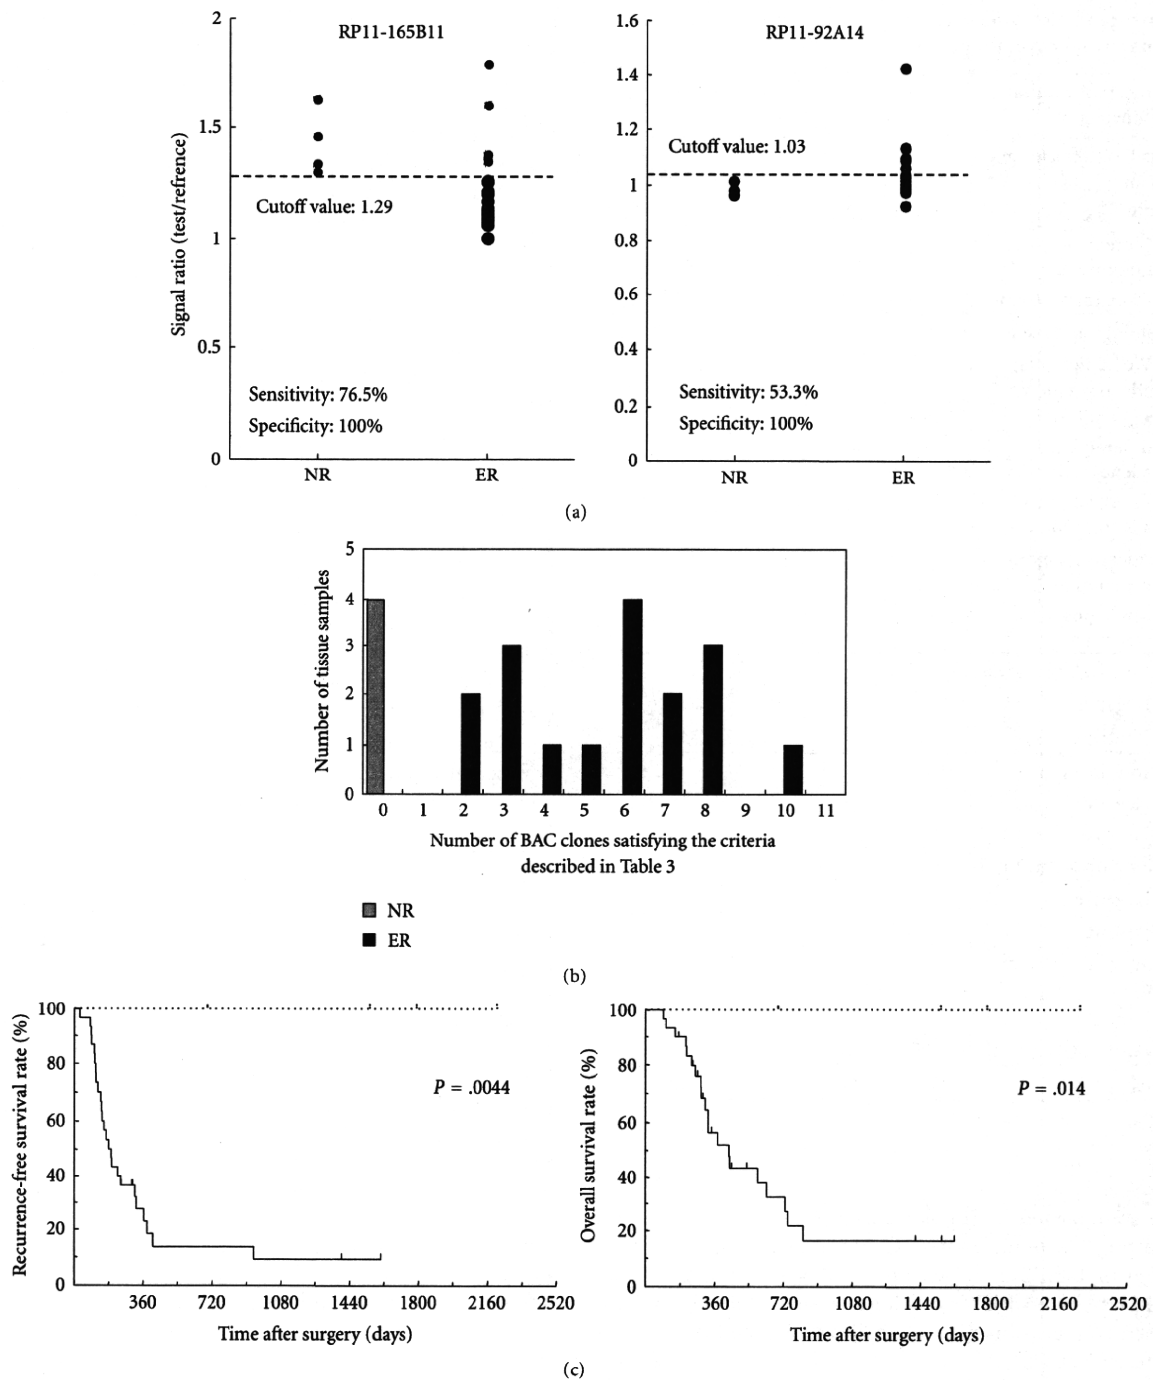 RP11-165B11
Signal ratio (test/refrence)
2
1.5
1
0.5
0
Cutoff value: 1.29
Sensitivity: 76.5%
Specificity: 100%
NR
ER
RP11-92A14
1.6
1.4
1.2
1
0.8
0.6
0.4
0.2
0
Cutoff value: 1.03
Sensitivity: 53.3%
Specificity: 100%
NR
ER
(a)
Number of tissue samples
5
4
3
2
1
0
0 1 2 3 4 5 6 7 8 9 10 11
Number of BAC clones satisfying the criteria
described in Table 3
NR
ER
(b)
Recurrence-free survival rate (%)
100
80
60
40
20
0
P = .0044
360 720 1080 1440 1800 2160 2520
Time after surgery (days)
Overall survival rate (%)
100
80
60
40
20
0
P = .014
360 720 1080 1440 1800 2160 2520
Time after surgery (days)
(c)